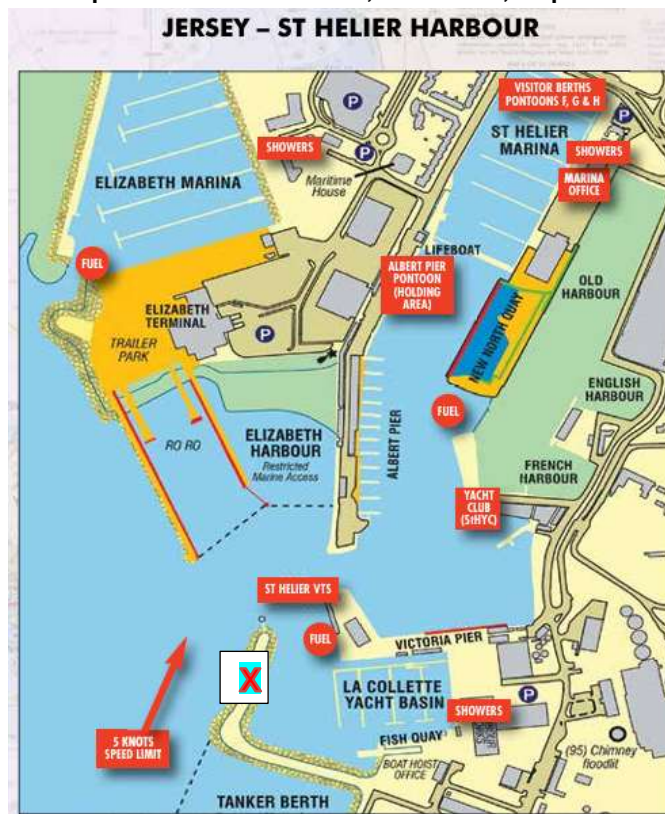 JERSEY – ST HELIER HARBOUR
VISITOR BERTHS
PONTOONS F, G & H
P
P
SHOWERS
P
ST HELIER
MARINA
SHOWERS
Maritime
House
MARINA
OFFICE
ELIZABETH MARINA
LIFEBOAT
FUEL
ALBERT PIER
PONTOON
(HOLDING
AREA)
OLD
HARBOUR
ELIZABETH
TERMINAL
P
TRAILER
PARK
NEW NORTH QUAY
ENGLISH
HARBOUR
FUEL
RO RO
ELIZABETH
HARBOUR
Restricted
Marine Access
ALBERT PIER
FRENCH
HARBOUR
YACHT
CLUB
(StHYC)
ST HELIER VTS
FUEL
VICTORIA PIER
X
LA COLLETTE
YACHT BASIN
P
SHOWERS
5 KNOTS
SPEED LIMIT
FISH QUAY
BOAT HOIST
OFFICE
(95) Chimney
floodlit
TANKER BERTH